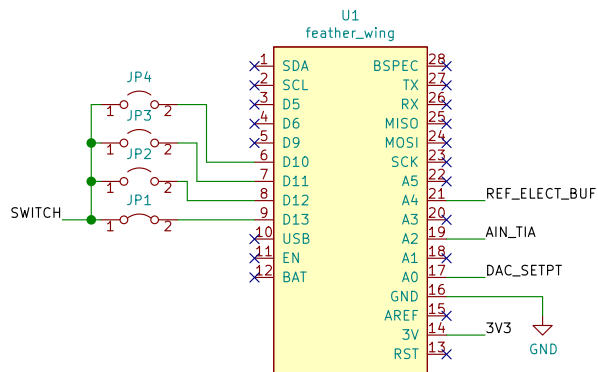 U1
feather_wing
1 SDA BSPEC 28
2 SCL TX 27
JP4
3 D5 RX 26
1 2
JP3
4 D6 MISO 25
5 D9 MOSI 24
1 2
JP2
6 D10 SCK 23
7 D11 A5 22
1 2
8 D12 A4 21 REF_ELECT_BUF
JP1
SWITCH
9 D13 A3 20
1 2
10 USB A2 19 AIN_TIA
11 EN A1 18
12 BAT A0 17 DAC_SETPT
GND 16
AREF 15
3V 14 3V3
GND
RST 13